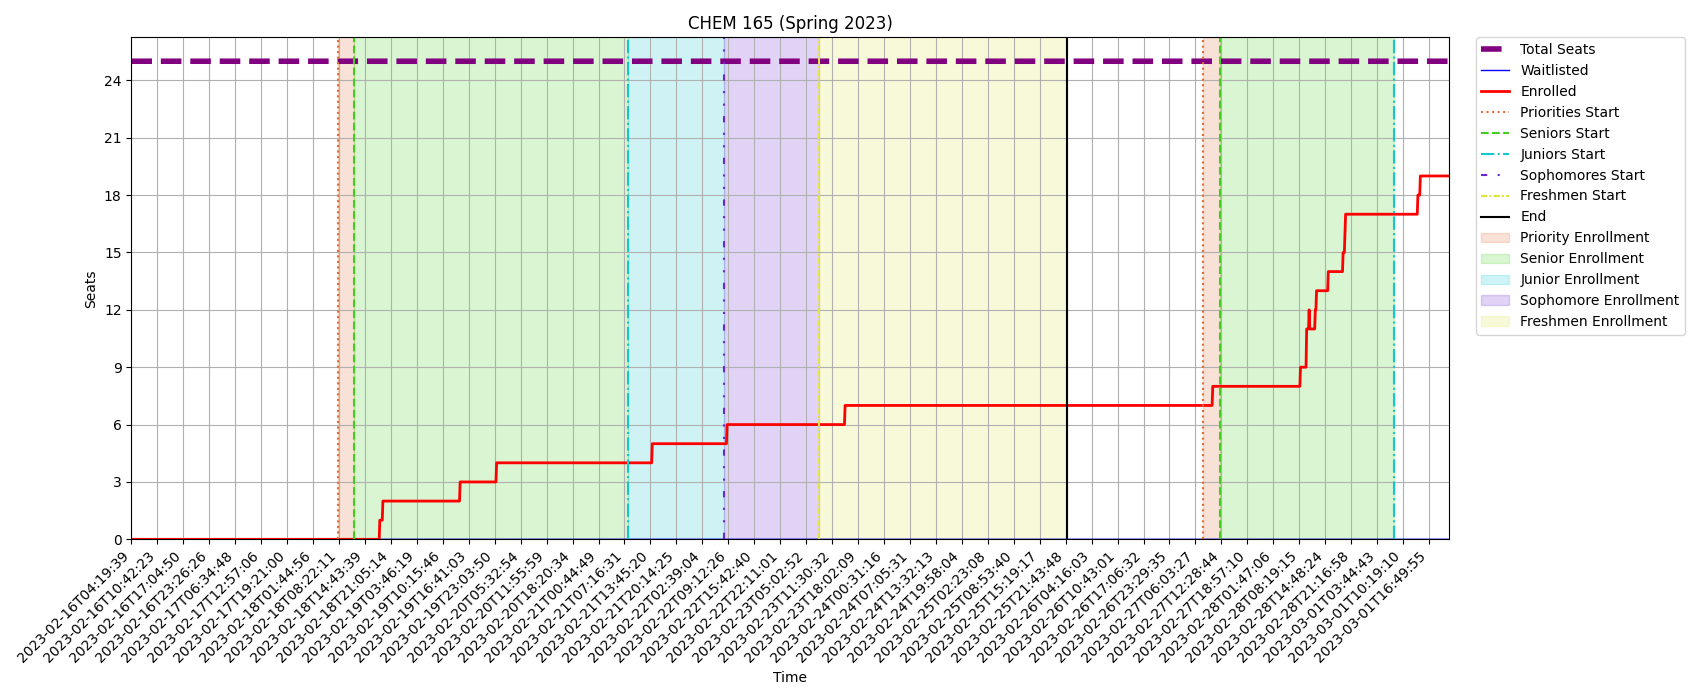 CHEM 165 (Spring 2023)
Seats
24
21
18
15
12
9
6
3
0
2023-02-16T04:19:39
2023-02-16T10:42:23
2023-02-16T17:04:50
2023-02-16T23:26:26
2023-02-17T06:34:48
2023-02-17T12:57:06
2023-02-17T19:21:00
2023-02-18T01:44:56
2023-02-18T08:22:11
2023-02-18T14:43:39
2023-02-18T21:05:14
2023-02-19T03:46:19
2023-02-19T10:15:46
2023-02-19T16:41:03
2023-02-19T23:03:50
2023-02-20T05:32:54
2023-02-20T11:55:59
2023-02-20T18:20:34
2023-02-21T00:44:49
2023-02-21T07:16:31
2023-02-21T13:45:20
2023-02-21T20:14:25
2023-02-22T02:39:04
2023-02-22T09:12:26
2023-02-22T15:42:40
2023-02-22T22:11:01
2023-02-23T05:02:52
2023-02-23T11:30:32
2023-02-23T18:02:09
2023-02-24T00:31:16
2023-02-24T07:05:31
2023-02-24T13:32:13
2023-02-24T19:58:04
2023-02-25T02:23:08
2023-02-25T08:53:40
2023-02-25T15:19:17
2023-02-25T21:43:48
2023-02-26T04:16:03
2023-02-26T10:43:01
2023-02-26T17:06:32
2023-02-26T23:29:35
2023-02-27T06:03:27
2023-02-27T12:28:44
2023-02-27T18:57:10
2023-02-28T01:47:06
2023-02-28T08:19:15
2023-02-28T14:48:24
2023-02-28T21:16:58
2023-03-01T03:44:43
2023-03-01T10:19:10
2023-03-01T16:49:55
Time
Total Seats
Waitlisted
Enrolled
Priorities Start
Seniors Start
Juniors Start
Sophomores Start
Freshmen Start
End
Priority Enrollment
Senior Enrollment
Junior Enrollment
Sophomore Enrollment
Freshmen Enrollment